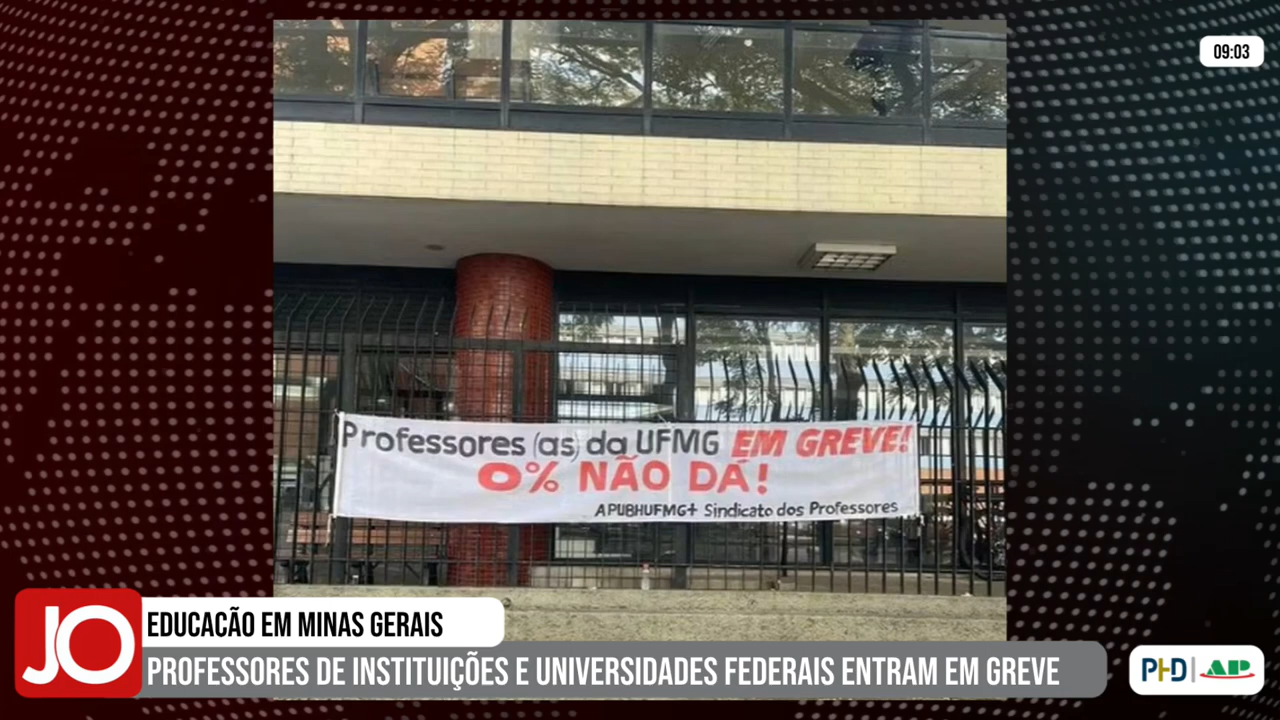 09:03
Professores (as) da UFMG EM GREVE!
0% NÃO DÁ!
APUBHUFMG+ Sindicato dos Professores
JO
EDUCACÃO EM MINAS GERAIS
PROFESSORES DE INSTITUIÇÕES E UNIVERSIDADES FEDERAIS ENTRAM EM GREVE
PHD | AP